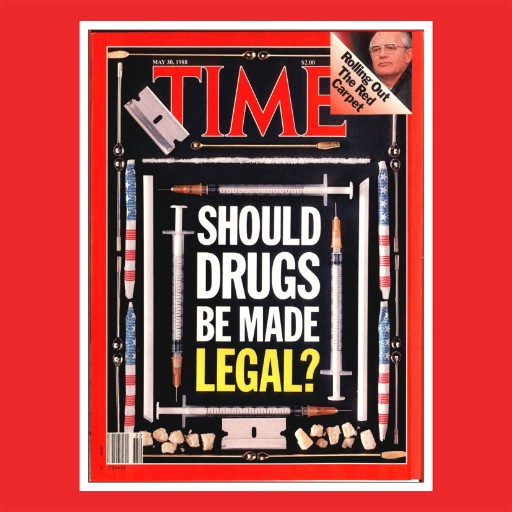 MAY 30, 1988
$2.00
TIME
Rolling Out
The Red
Carpet
SHOULD
DRUGS
BE MADE
LEGAL?